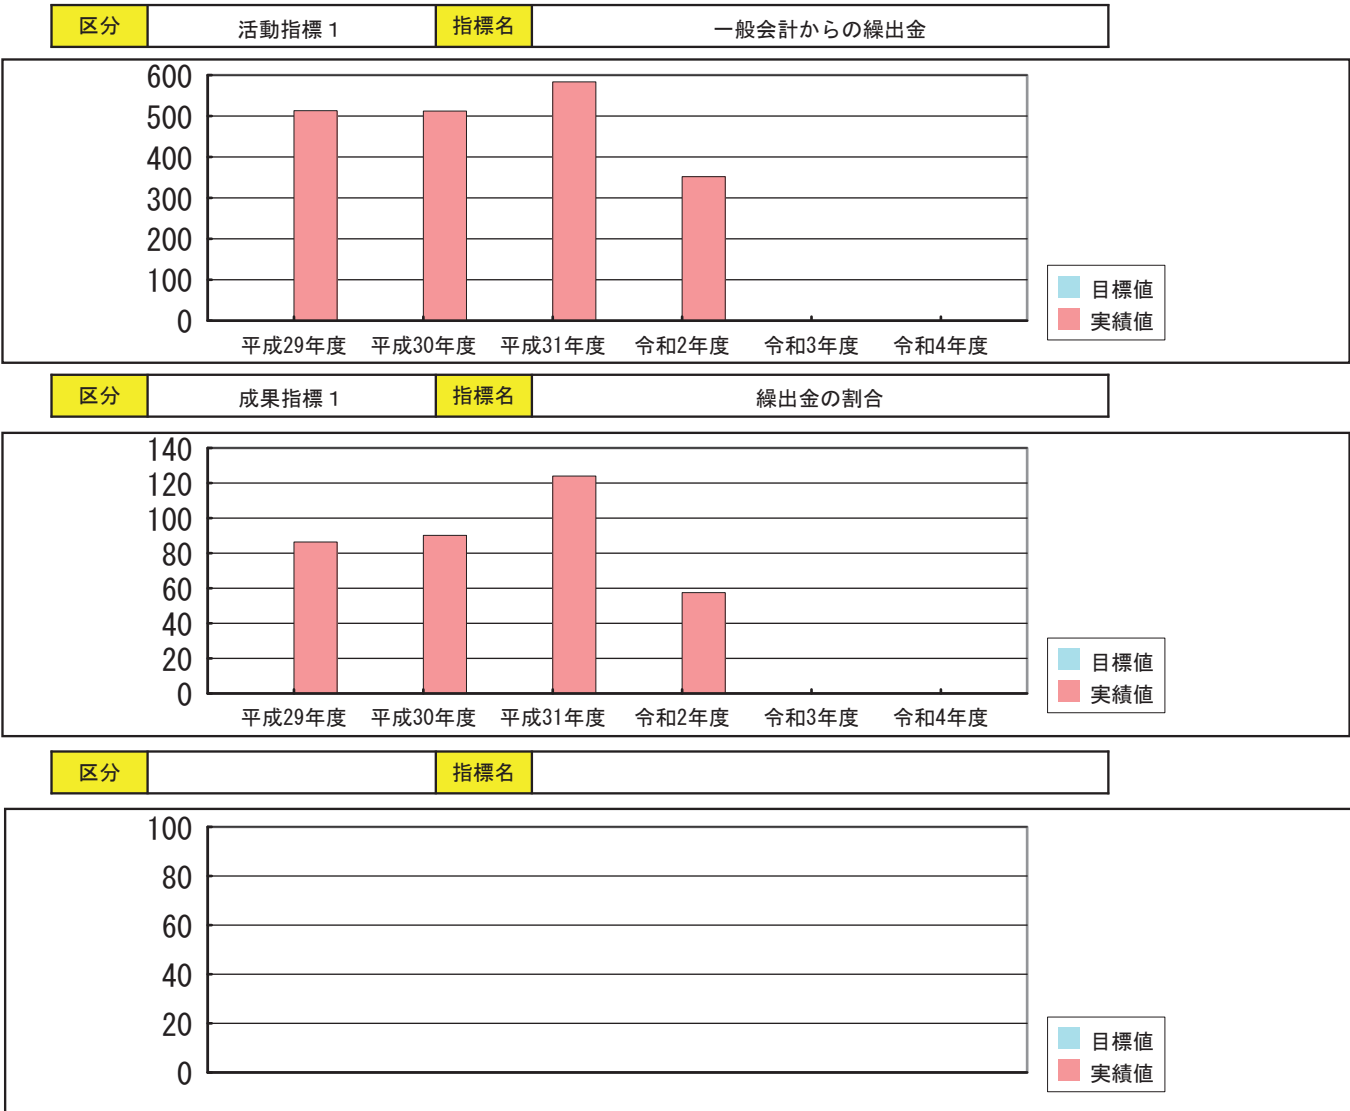 区分 活動指標１ 指標名 一般会計からの繰出金
600
500
400
300
200
100
0
平成29年度 平成30年度 平成31年度 令和2年度 令和3年度 令和4年度
目標値
実績値
区分 成果指標１ 指標名 繰出金の割合
140
120
100
80
60
40
20
0
平成29年度 平成30年度 平成31年度 令和2年度 令和3年度 令和4年度
目標値
実績値
区分 指標名
100
80
60
40
20
0
目標値
実績値